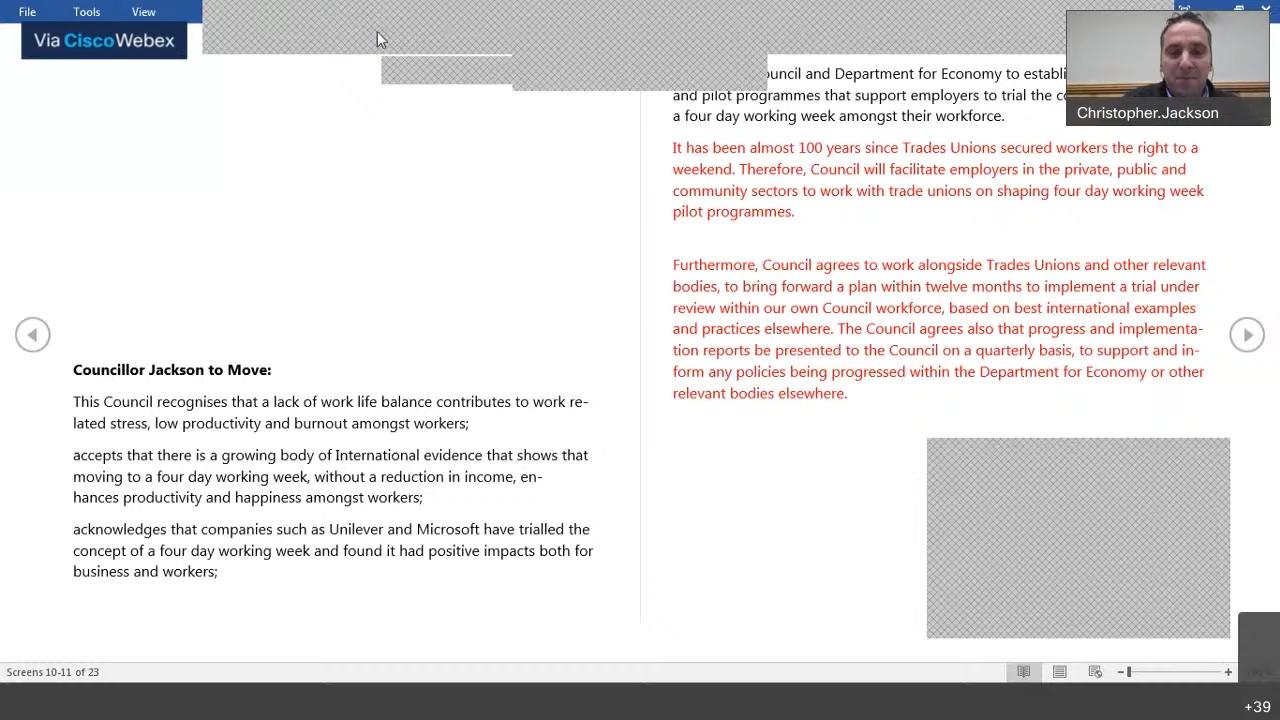 File Tools View
Via CiscoWebex
Christopher.Jackson
Councillor Jackson to Move:
This Council recognises that a lack of work life balance contributes to work re-
lated stress, low productivity and burnout amongst workers;
accepts that there is a growing body of International evidence that shows that
moving to a four day working week, without a reduction in income, en-
hances productivity and happiness amongst workers;
acknowledges that companies such as Unilever and Microsoft have trialled the
concept of a four day working week and found it had positive impacts both for
business and workers;
and Department for Economy to
and pilot programmes that support employers to trial the
a four day working week amongst their workforce.
It has been almost 100 years since Trades Unions secured workers the right to a
weekend. Therefore, Council will facilitate employers in the private, public and
community sectors to work with trade unions on shaping four day working week
pilot programmes.
Furthermore, Council agrees to work alongside Trades Unions and other relevant
bodies, to bring forward a plan within twelve months to implement a trial under
review within our own Council workforce, based on best international examples
and practices elsewhere. The Council agrees also that progress and implementa-
tion reports be presented to the Council on a quarterly basis, to support and in-
form any policies being progressed within the Department for Economy or other
relevant bodies elsewhere.
Screens 10-11 of 23
+39